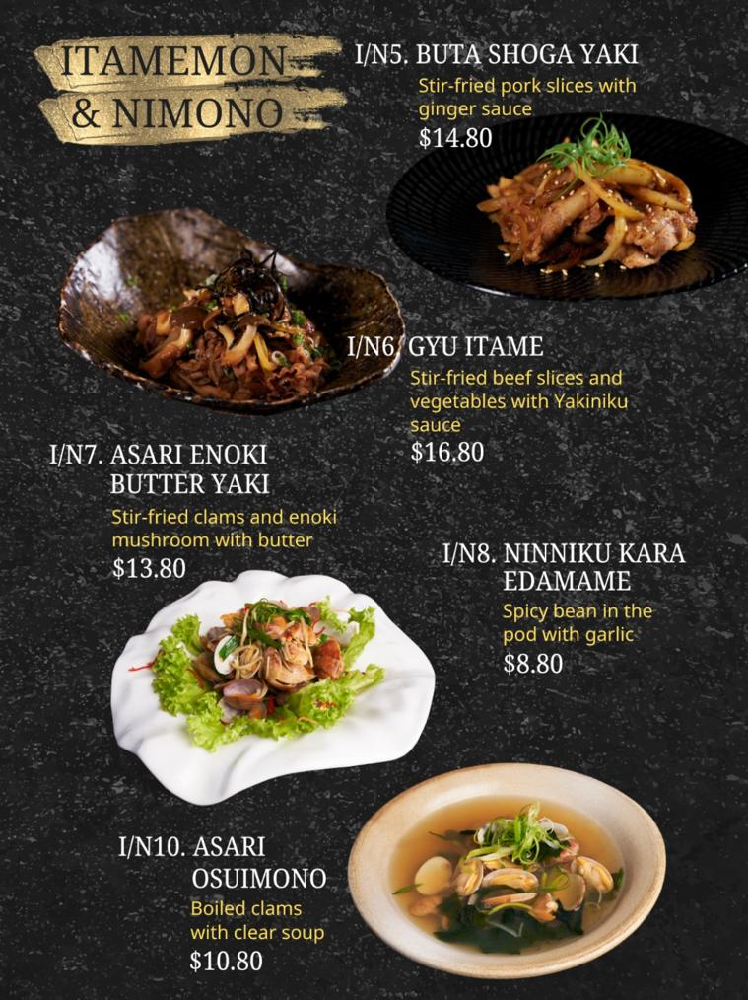 ITAMEMON
& NIMONO
I/N5. BUTA SHOGA YAKI
Stir-fried pork slices with
ginger sauce
$14.80
I/N6. GYU ITAME
Stir-fried beef slices and
vegetables with Yakiniku
sauce
$16.80
I/N7. ASARI ENOKI
BUTTER YAKI
Stir-fried clams and enoki
mushroom with butter
$13.80
I/N8. NINNIKU KARA
EDAMAME
Spicy bean in the
pod with garlic
$8.80
I/N10. ASARI
OSUIMONO
Boiled clams
with clear soup
$10.80